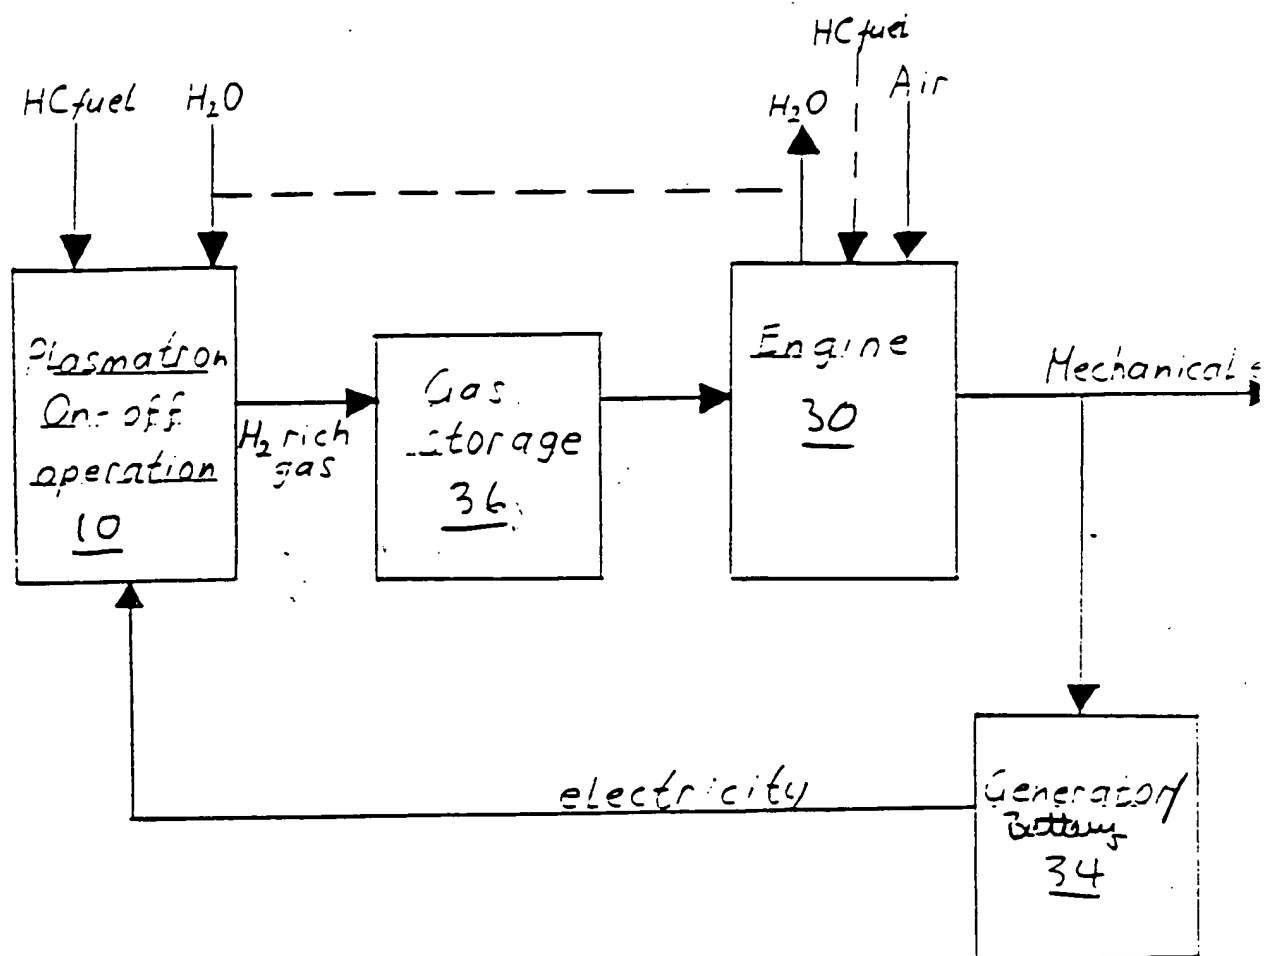 HC fuel
H₂O
HC fuel
Air
H₂O
Plasmatron
On-off
operation
10
H₂ rich
gas
Gas
storage
36
Engine
30
Mechanical
electricity
Generator/
Battery
34